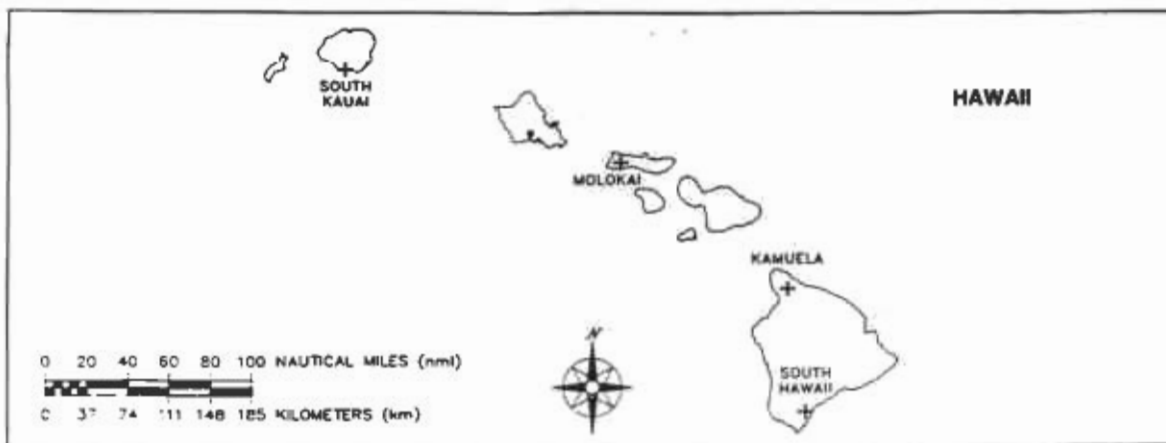 SOUTH
KAUAI
HAWAII
MOLOKAI
KAMUELA
N
0 20 40 60 80 100 NAUTICAL MILES (nmi)
SOUTH
HAWAII
0 37 74 111 148 185 KILOMETERS (km)